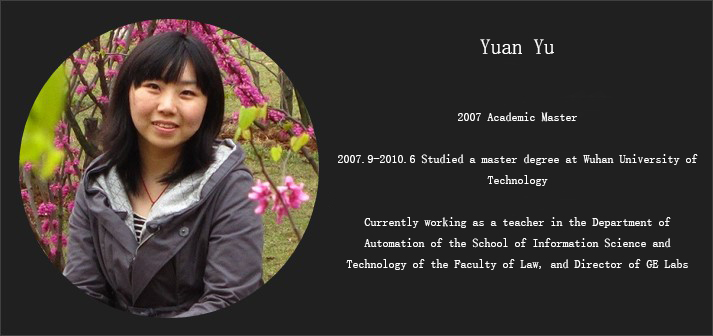 Yuan Yu
2007 Academic Master
2007.9-2010.6 Studied a master degree at Wuhan University of
Technology
Currently working as a teacher in the Department of
Automation of the School of Information Science and
Technology of the Faculty of Law, and Director of GE Labs